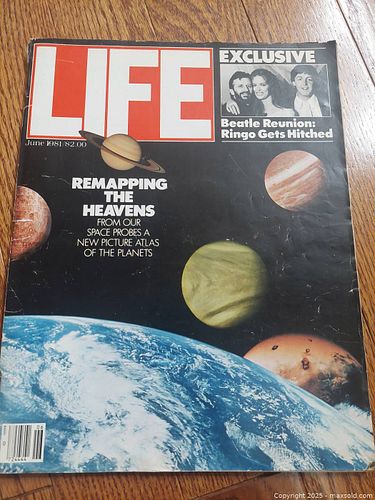 LIFE
EXCLUSIVE
Beatle Reunion:
Ringo Gets Hitched
June 1981/$2.00
REMAPPING
THE
HEAVENS
FROM OUR
SPACE PROBES A
NEW PICTURE ATLAS
OF THE PLANETS
Copyright 2025 - maxsold.com